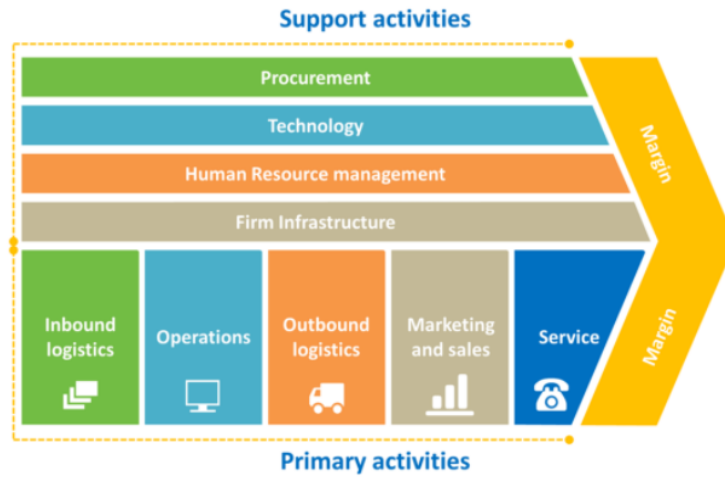 Support activities
Procurement
Technology
Human Resource management
Firm Infrastructure
Margin
Inbound
logistics
Operations
Outbound
logistics
Marketing
and sales
Service
Margin
Primary activities